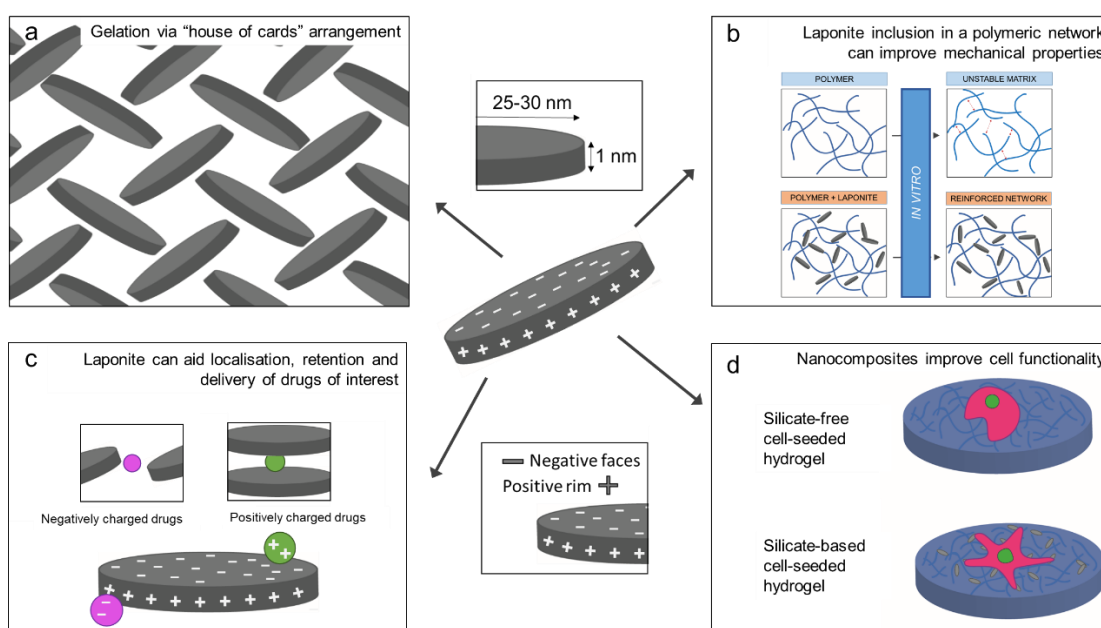 a
Gelation via “house of cards” arrangement
25-30 nm
1 nm
b
Laponite inclusion in a polymeric network
can improve mechanical properties
POLYMER
UNSTABLE MATRIX
IN VITRO
POLYMER + LAPONITE
REINFORCED NETWORK
c
Laponite can aid localisation, retention and
delivery of drugs of interest
Negatively charged drugs
Positively charged drugs
Negative faces
Positive rim +
d
Nanocomposites improve cell functionality
Silicate-free
cell-seeded
hydrogel
Silicate-based
cell-seeded
hydrogel